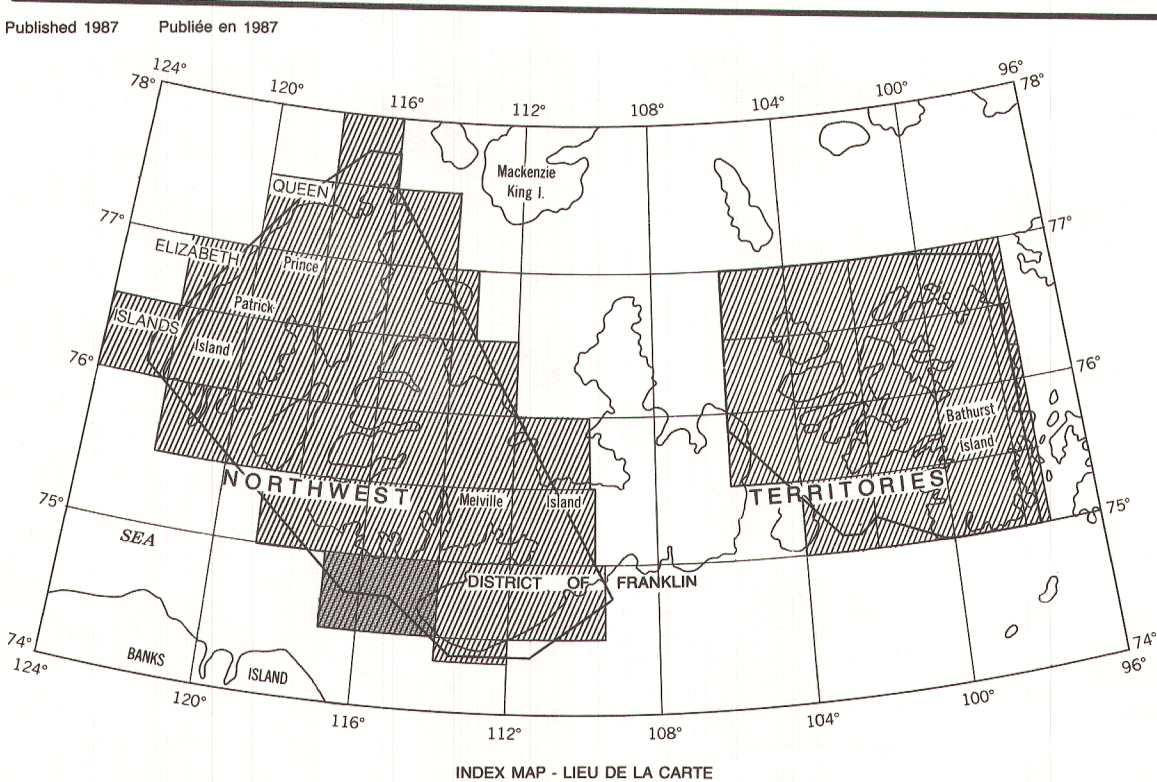 Published 1987 Publiée en 1987
124° 120° 116° 112° 108° 104° 100° 96°
78° 78°
Mackenzie
King I.
QUEEN
77° 77°
ELIZABETH Prince
Patrick
ISLANDS
Island
76° 76°
Bathurst
Island
NORTHWEST TERRITORIES
Melville Island
75° 75°
SEA
DISTRICT OF FRANKLIN
74° 74°
BANKS ISLAND
124° 120° 116° 112° 108° 104° 100° 96°
INDEX MAP - LIEU DE LA CARTE